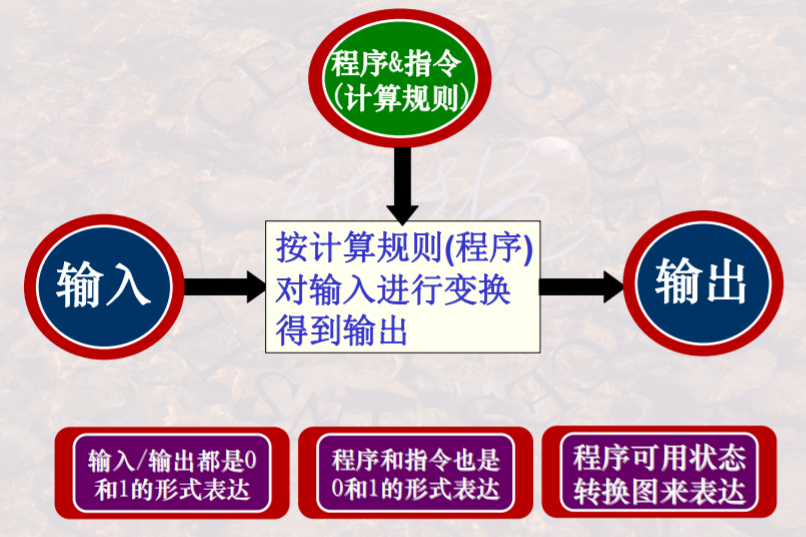 程序&指令
(计算规则)
输入
按计算规则(程序)
对输入进行变换
得到输出
输出
输入/输出都是0
和1的形式表达
程序和指令也是
0和1的形式表达
程序可用状态
转换图来表达